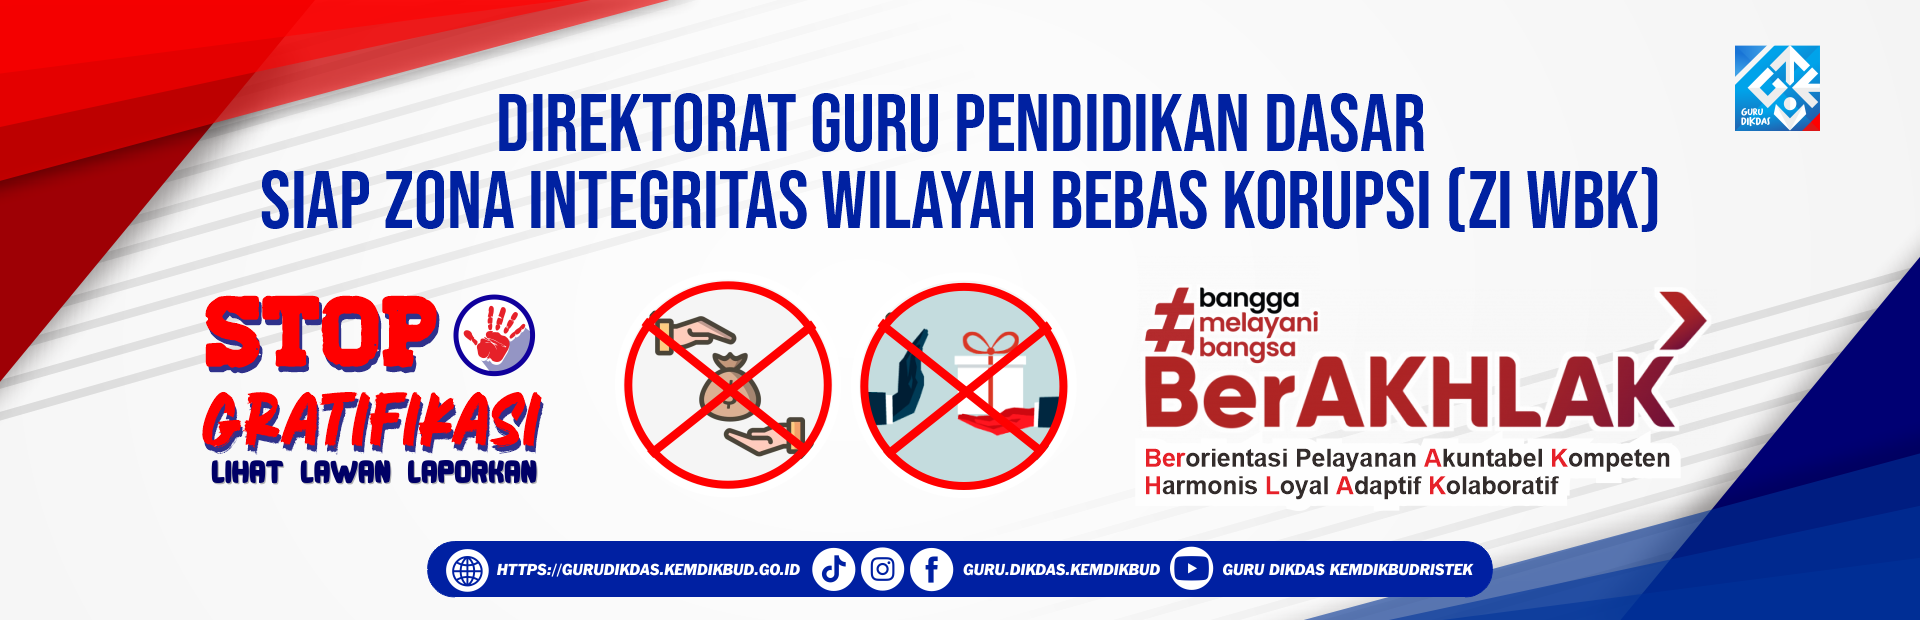 DIREKTORAT GURU PENDIDIKAN DASAR
SIAP ZONA INTEGRITAS WILAYAH BEBAS KORUPSI (ZI WBK)
GURU
DIKDAS
STOP
GRATIFIKASI
LIHAT LAWAN LAPORKAN
#bangga
melayani
bangsa
BerAKHLAK
Berorientasi Pelayanan Akuntabel Kompeten
Harmonis Loyal Adaptif Kolaboratif
HTTPS://GURUDIKDAS.KEMDIKBUD.GO.ID
GURU.DIKDAS.KEMDIKBUD
GURU DIKDAS KEMDIKBUDRISTEK